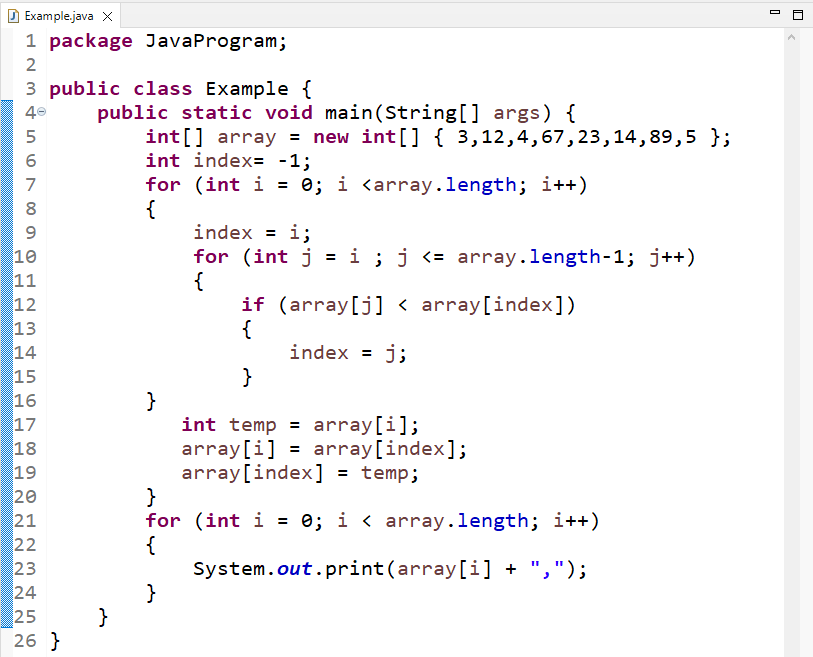 Example.java
1 package JavaProgram;
2
3 public class Example {
4     public static void main(String[] args) {
5         int[] array = new int[] { 3,12,4,67,23,14,89,5 };
6         int index= -1;
7         for (int i = 0; i <array.length; i++)
8         {
9             index = i;
10             for (int j = i ; j <= array.length-1; j++)
11             {
12                 if (array[j] < array[index])
13                 {
14                     index = j;
15                 }
16         }
17            int temp = array[i];
18            array[i] = array[index];
19            array[index] = temp;
20         }
21         for (int i = 0; i < array.length; i++)
22         {
23             System.out.print(array[i] + ",");
24         }
25     }
26 }